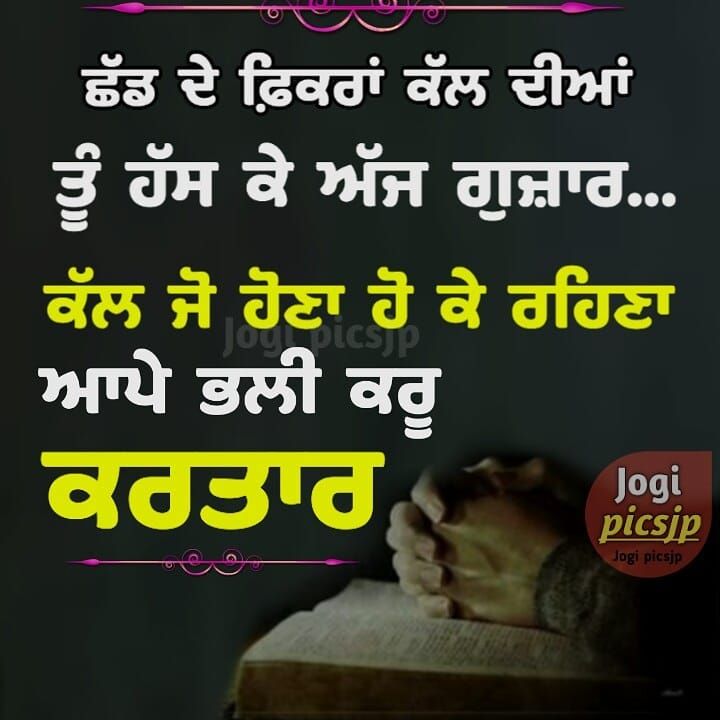 ਛੱਡ ਦੇ ਫ਼ਿਕਰਾਂ ਕੱਲ ਦੀਆਂ
ਤੂੰ ਹੱਸ ਕੇ ਅੱਜ ਗੁਜ਼ਾਰ...
ਕੱਲ ਜੋ ਹੋਣਾ ਹੋ ਕੇ ਰਹਿਣਾ
Jogi picsjp
ਆਪੇ ਭਲੀ ਕਰੂ
ਕਰਤਾਰ
Jogi
picsjp
Jogi picsjp